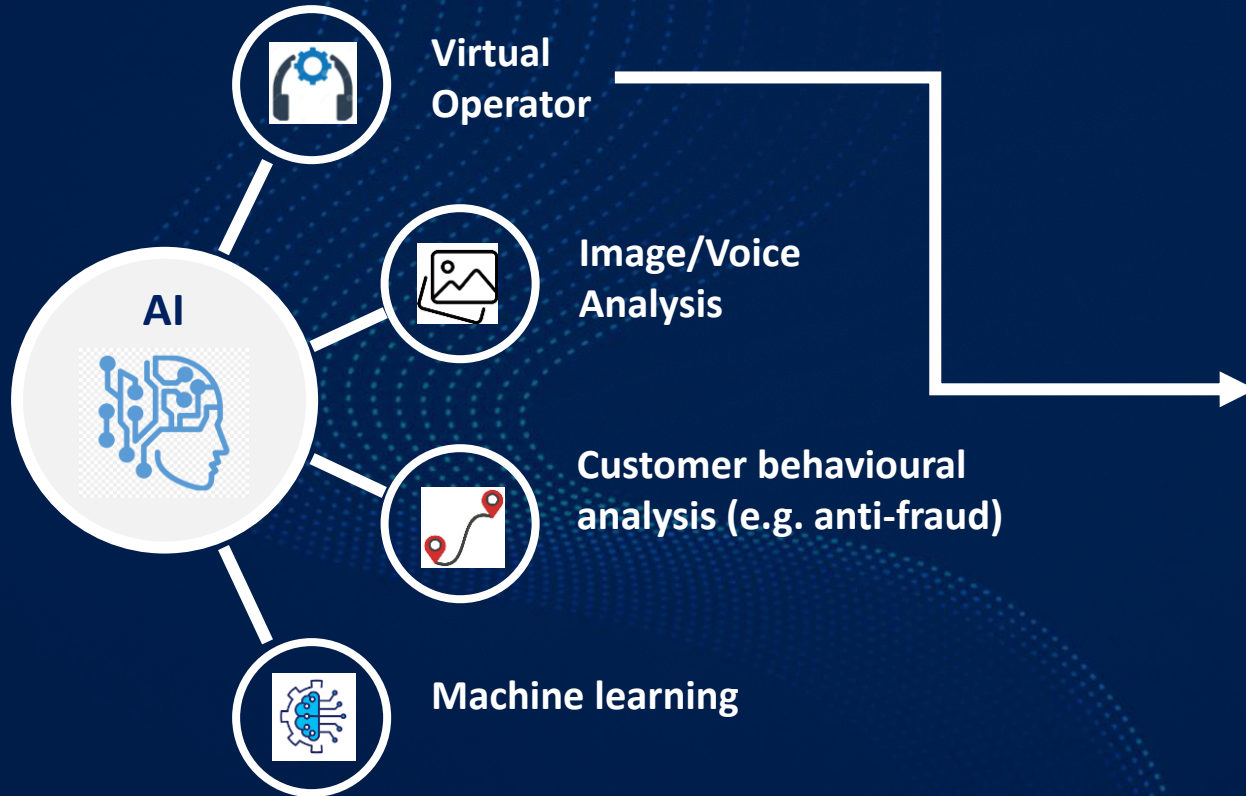 Virtual
Operator
Image/Voice
Analysis
AI
Customer behavioural
analysis (e.g. anti-fraud)
Machine learning